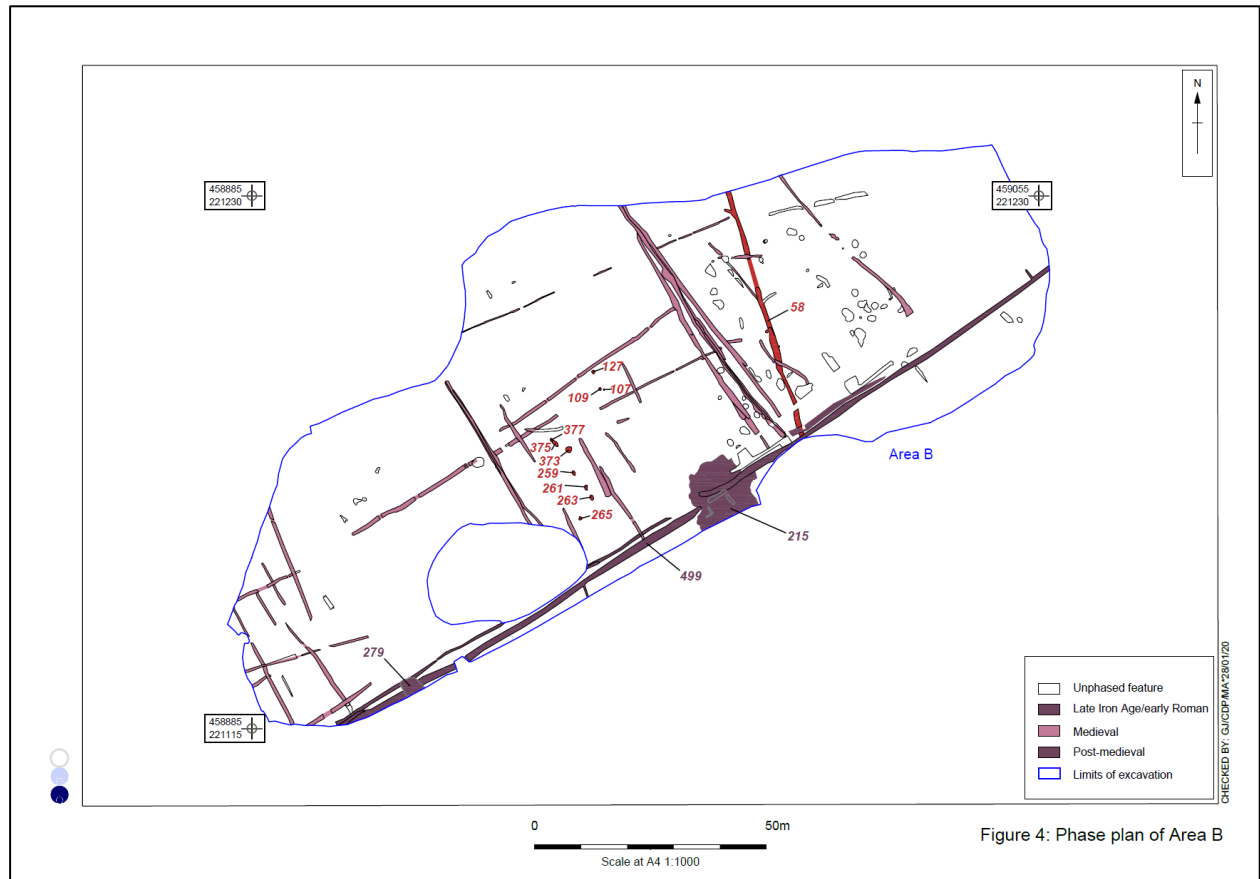 N
458885
221230
459055
221230
58
127
107
109
377
375
373
259
261
263
265
Area B
215
499
279
458885
221115
Unphased feature
Late Iron Age/early Roman
Medieval
Post-medieval
Limits of excavation
CHECKED BY: GJ/CDP/MA*28/01/20
0 50m
Scale at A4 1:1000
Figure 4: Phase plan of Area B